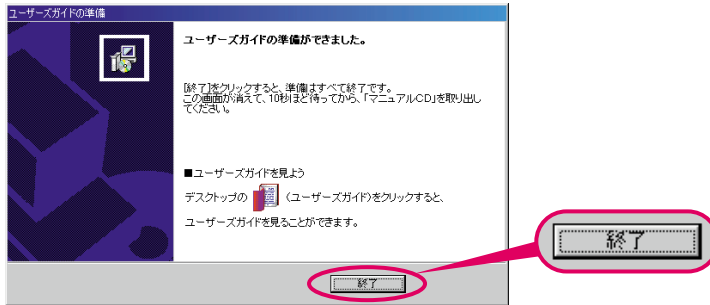 ユーザーズガイドの準備
ユーザーズガイドの準備ができました。
[終了]をクリックすると、準備はすべて終了です。
この画面が消えて、10秒ほど待ってから、「マニュアルCD」を取り出し
てください。
■ユーザーズガイドを見よう
デスクトップの (ユーザーズガイド)をクリックすると、
ユーザーズガイドを見ることができます。
終了
終了